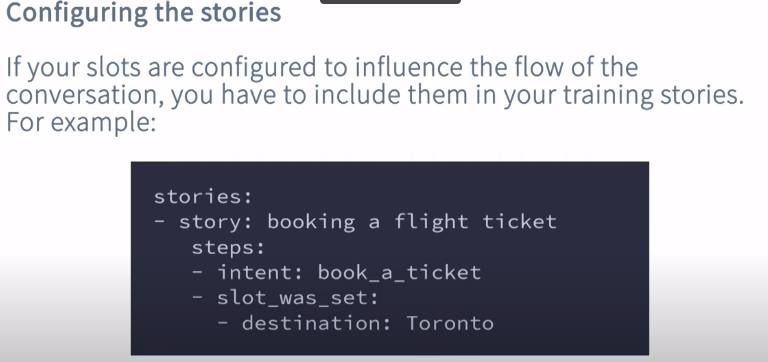 Configuring the stories
If your slots are configured to influence the flow of the
conversation, you have to include them in your training stories.
For example:
stories:
- story: booking a flight ticket
steps:
- intent: book_a_ticket
- slot_was_set:
- destination: Toronto